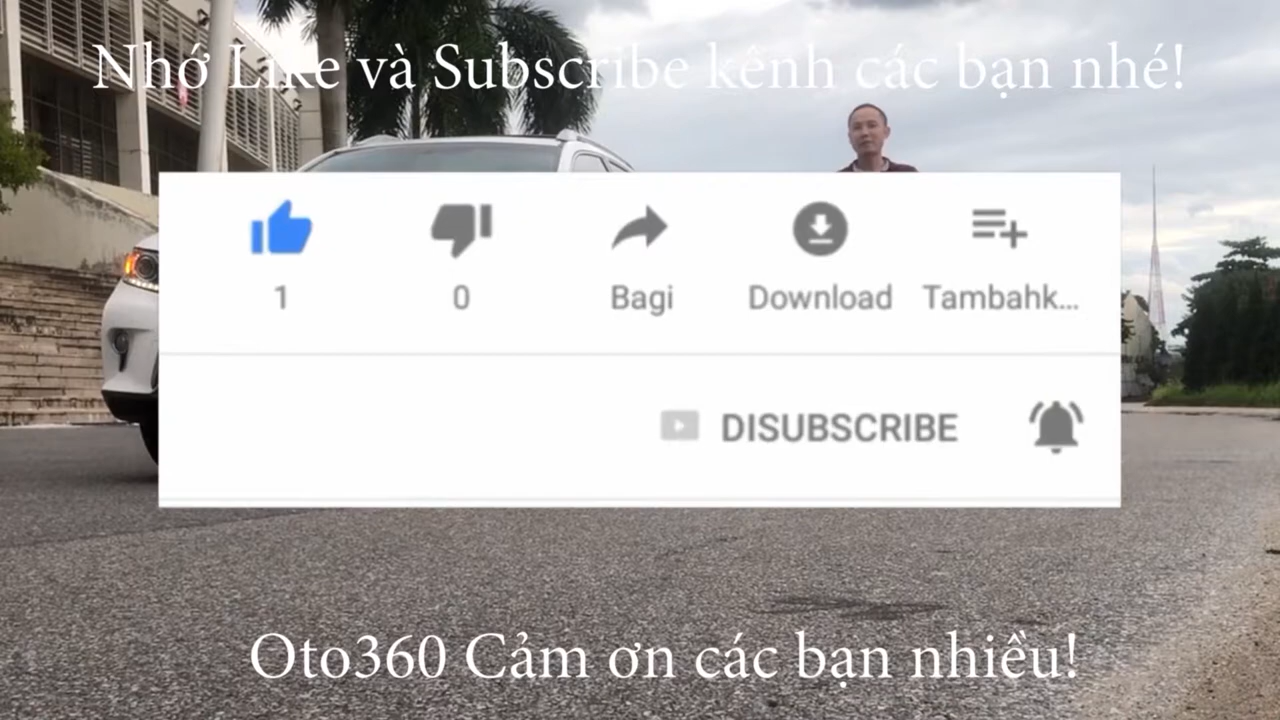 Nhớ Like và Subscribe kênh các bạn nhé!
1 0 Bagi Download Tambahk...
DISUBSCRIBE
Oto360 Cảm ơn các bạn nhiều!